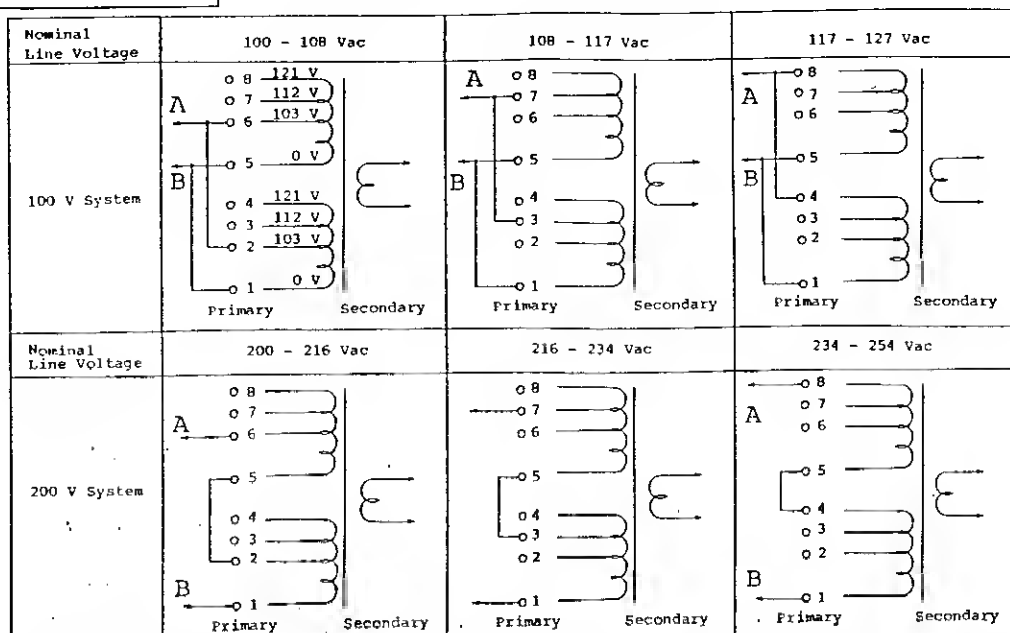 Nominal Line Voltage
100 - 108 Vac
108 - 117 Vac
117 - 127 Vac
100 V System
8 121 V
7 112 V
A
6 103 V
5 0 V
B
4 121 V
3 112 V
2 103 V
1 0 V
Primary Secondary
8
A
7
6
5
B
4
3
2
1
Primary Secondary
8
A
7
6
5
B
4
3
2
1
Primary Secondary
Nominal Line Voltage
200 - 216 Vac
216 - 234 Vac
234 - 254 Vac
200 V System
8
7
A
6
5
4
3
2
B
1
Primary Secondary
8
7
6
5
4
3
2
1
Primary Secondary
8
A
7
6
5
4
3
2
B
1
Primary Secondary